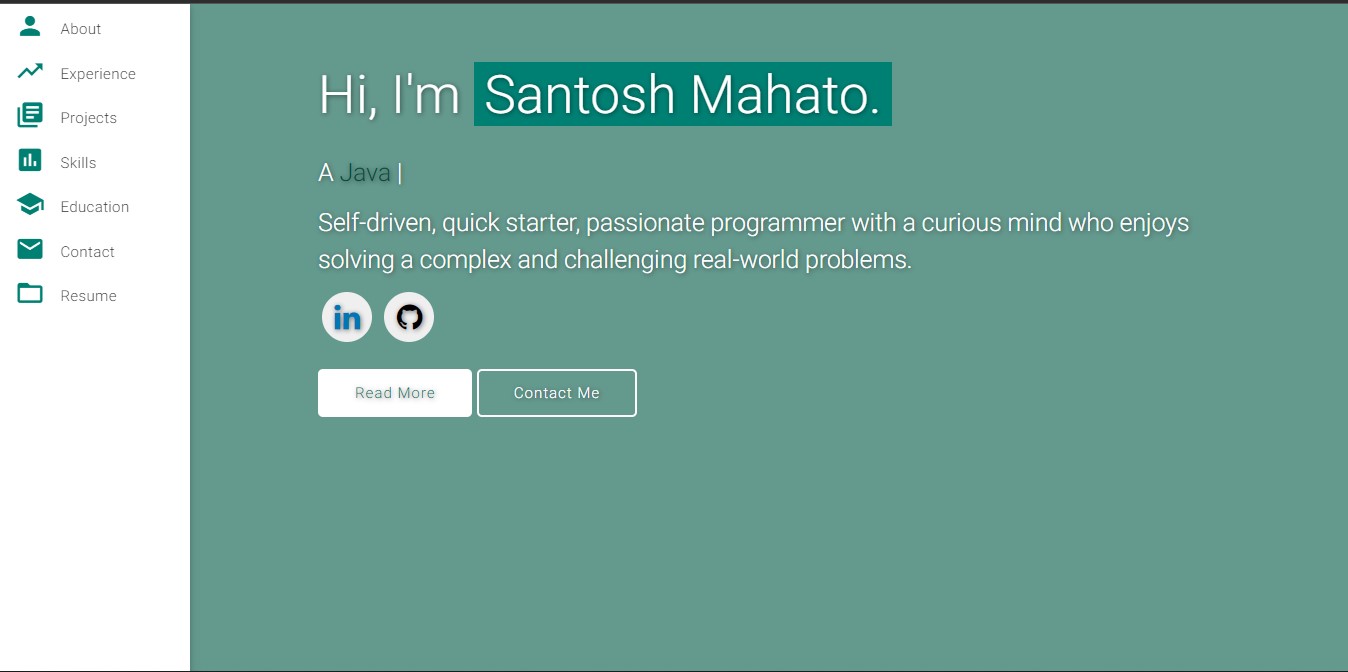 About
Experience
Projects
Skills
Education
Contact
Resume
Hi, I'm Santosh Mahato.
A Java |
Self-driven, quick starter, passionate programmer with a curious mind who enjoys
solving a complex and challenging real-world problems.
in
Read More
Contact Me